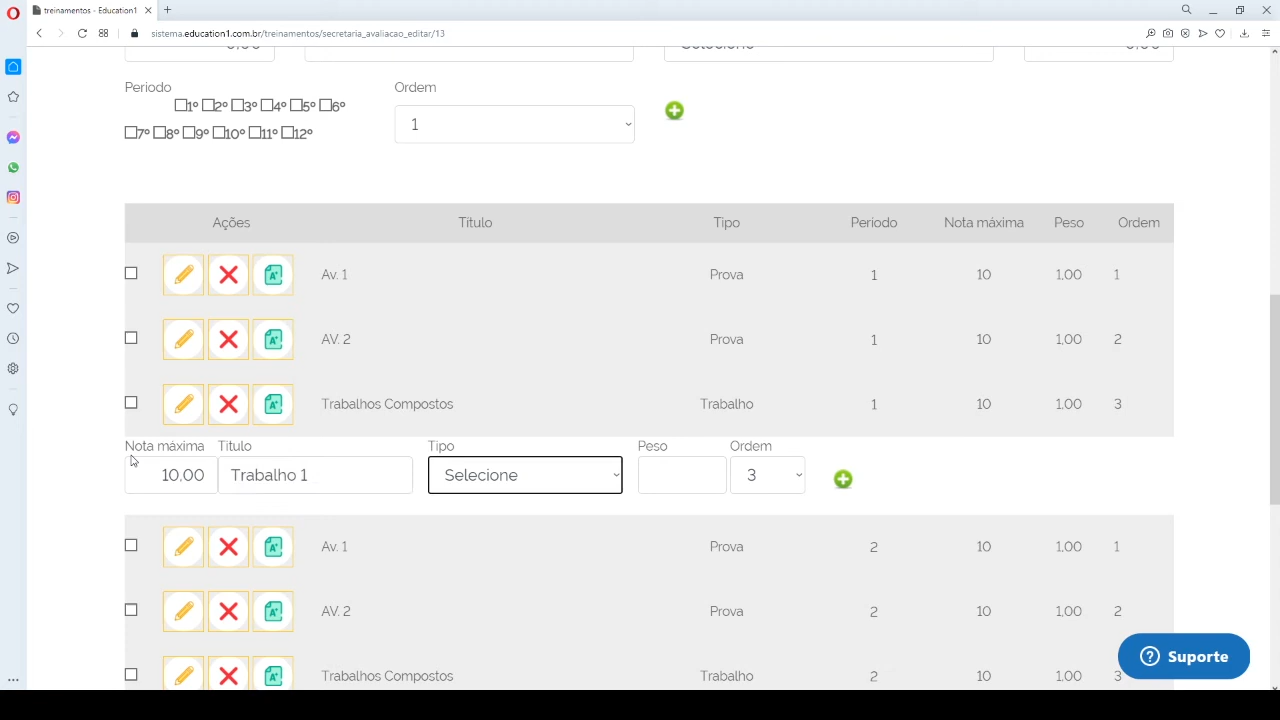 treinamentos - Education1
sistema.education1.com.br/treinamentos/secretaria_avaliacao_editar/13
Periodo
Ordem
1º 2º 3º 4º 5º 6º
7º 8º 9º 10º 11º 12º
1
Ações Título Tipo Período Nota máxima Peso Ordem
Av. 1 Prova 1 10 1,00 1
AV. 2 Prova 1 10 1,00 2
Trabalhos Compostos Trabalho 1 10 1,00 3
Nota máxima Título Tipo Peso Ordem
10,00 Trabalho 1 Selecione 3
Av. 1 Prova 2 10 1,00 1
AV. 2 Prova 2 10 1,00 2
Trabalhos Compostos Trabalho 2 10 1,00 3
Suporte